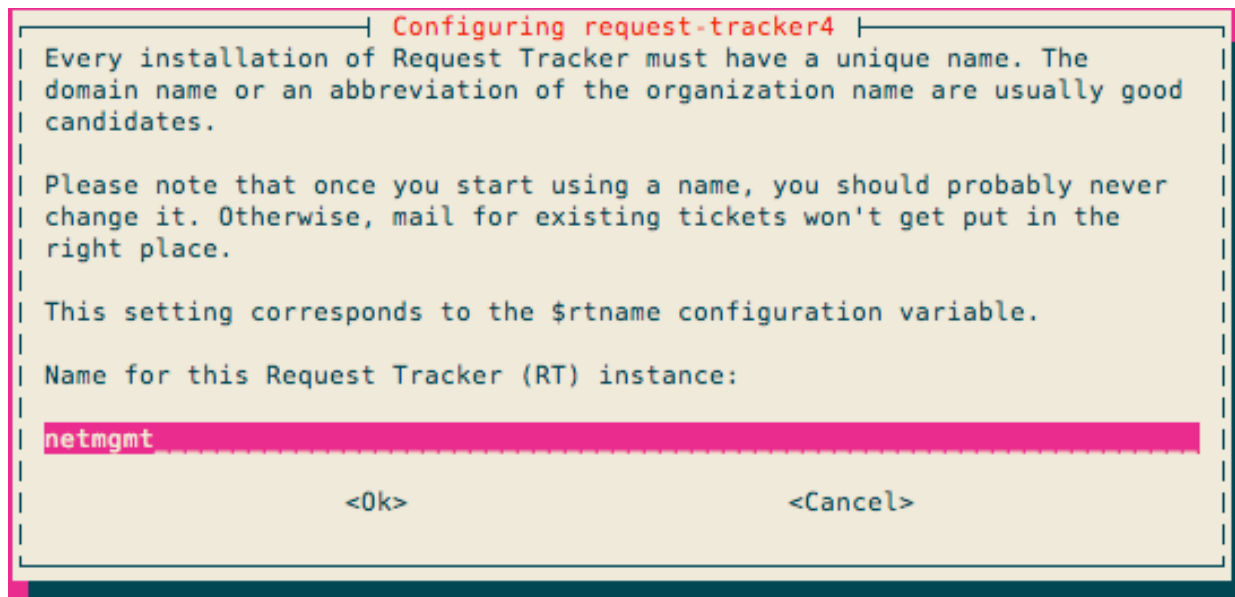 Configuring request-tracker4
Every installation of Request Tracker must have a unique name. The
domain name or an abbreviation of the organization name are usually good
candidates.
Please note that once you start using a name, you should probably never
change it. Otherwise, mail for existing tickets won't get put in the
right place.
This setting corresponds to the $rtname configuration variable.
Name for this Request Tracker (RT) instance:
netmgmt
<Ok> <Cancel>